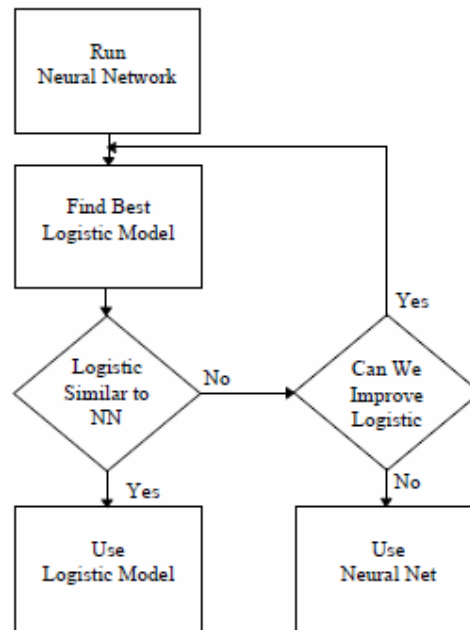 Run
Neural Network
Find Best
Logistic Model
Yes
Logistic
Similar to
NN
No
Can We
Improve
Logistic
Yes
No
Use
Logistic Model
Use
Neural Net